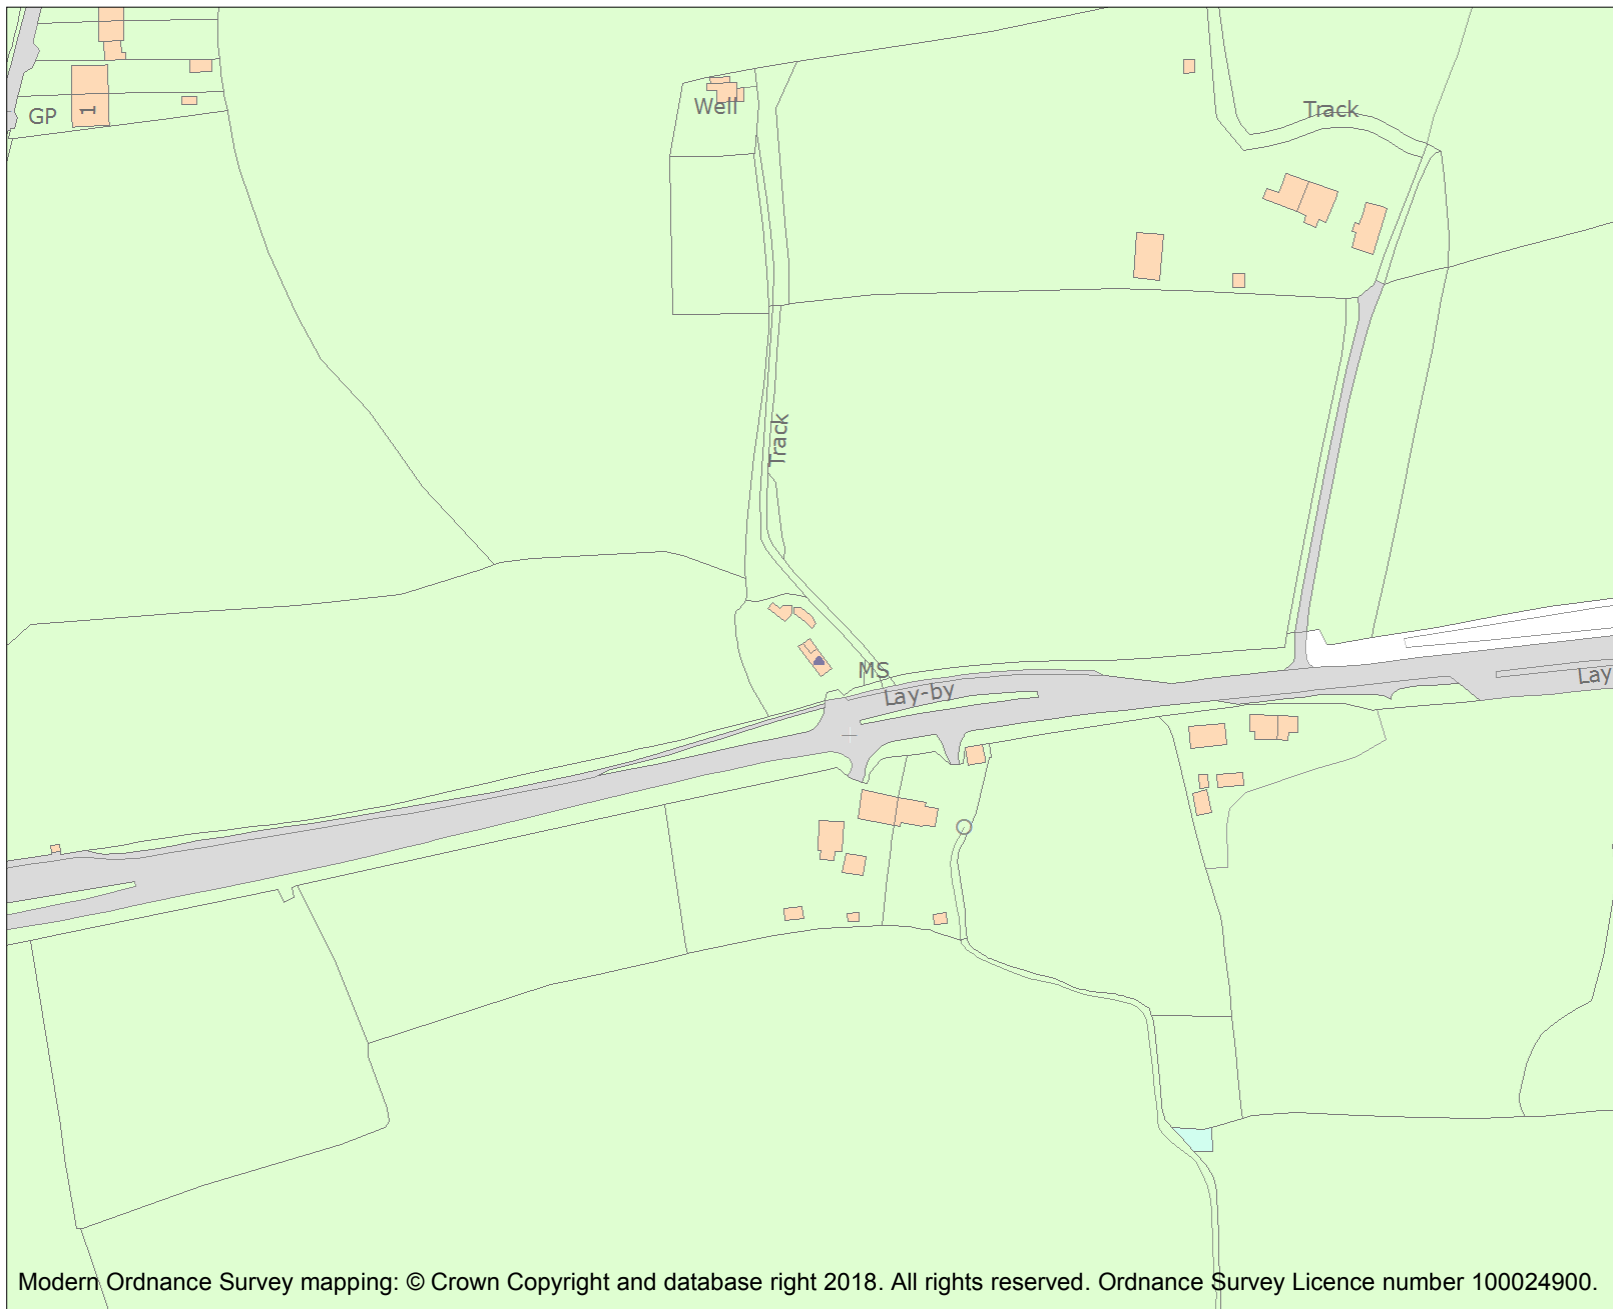 GP
1
Well
Track
Track
MS
Lay-by
Lay
Modern Ordnance Survey mapping: © Crown Copyright and database right 2018. All rights reserved. Ordnance Survey Licence number 100024900.